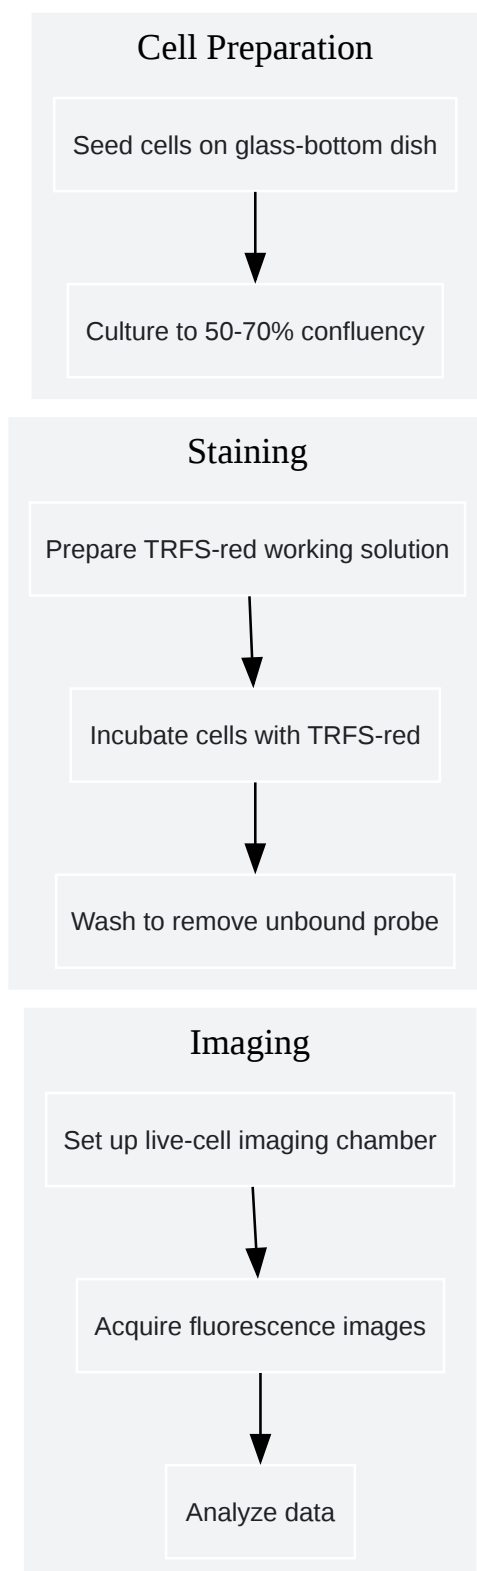 Cell Preparation
Seed cells on glass-bottom dish
Culture to 50-70% confluency
Staining
Prepare TRFS-red working solution
Incubate cells with TRFS-red
Wash to remove unbound probe
Imaging
Set up live-cell imaging chamber
Acquire fluorescence images
Analyze data